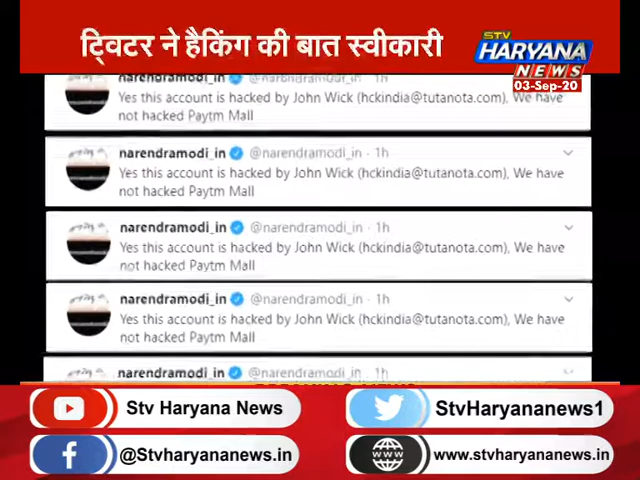 ट्विटर ने हैकिंग की बात स्वीकारी
STV
HARYANA
NEWS
03-Sep-20
narendramodi_in @narendramodi_in · 1h
Yes this account is hacked by John Wick (hckindia@tutanota.com), We have
not hacked Paytm Mall
narendramodi_in @narendramodi_in · 1h
Yes this account is hacked by John Wick (hckindia@tutanota.com), We have
not hacked Paytm Mall
narendramodi_in @narendramodi_in · 1h
Yes this account is hacked by John Wick (hckindia@tutanota.com), We have
not hacked Paytm Mall
narendramodi_in @narendramodi_in · 1h
Yes this account is hacked by John Wick (hckindia@tutanota.com), We have
not hacked Paytm Mall
narendramodi_in @narendramodi_in · 1h
Stv Haryana News
StvHaryananews1
@Stvharyananews.in
www.stvharyananews.in